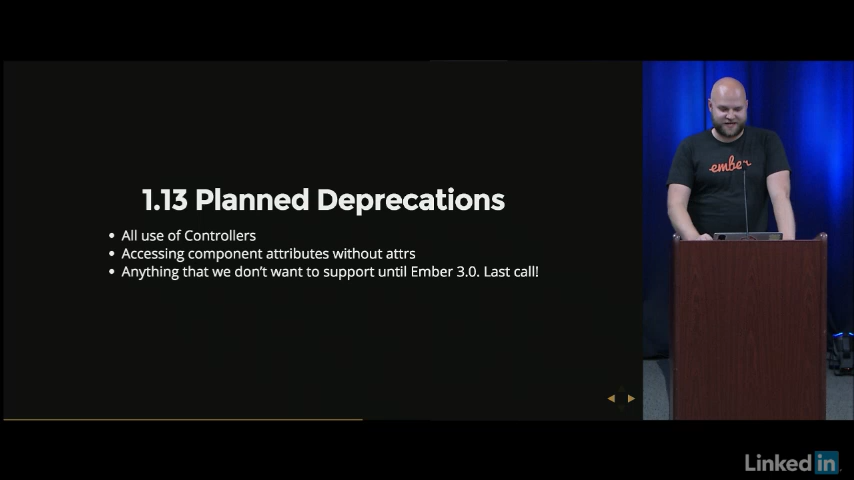 1.13 Planned Deprecations
• All use of Controllers
• Accessing component attributes without attrs
• Anything that we don't want to support until Ember 3.0. Last call!
ember
Linked in